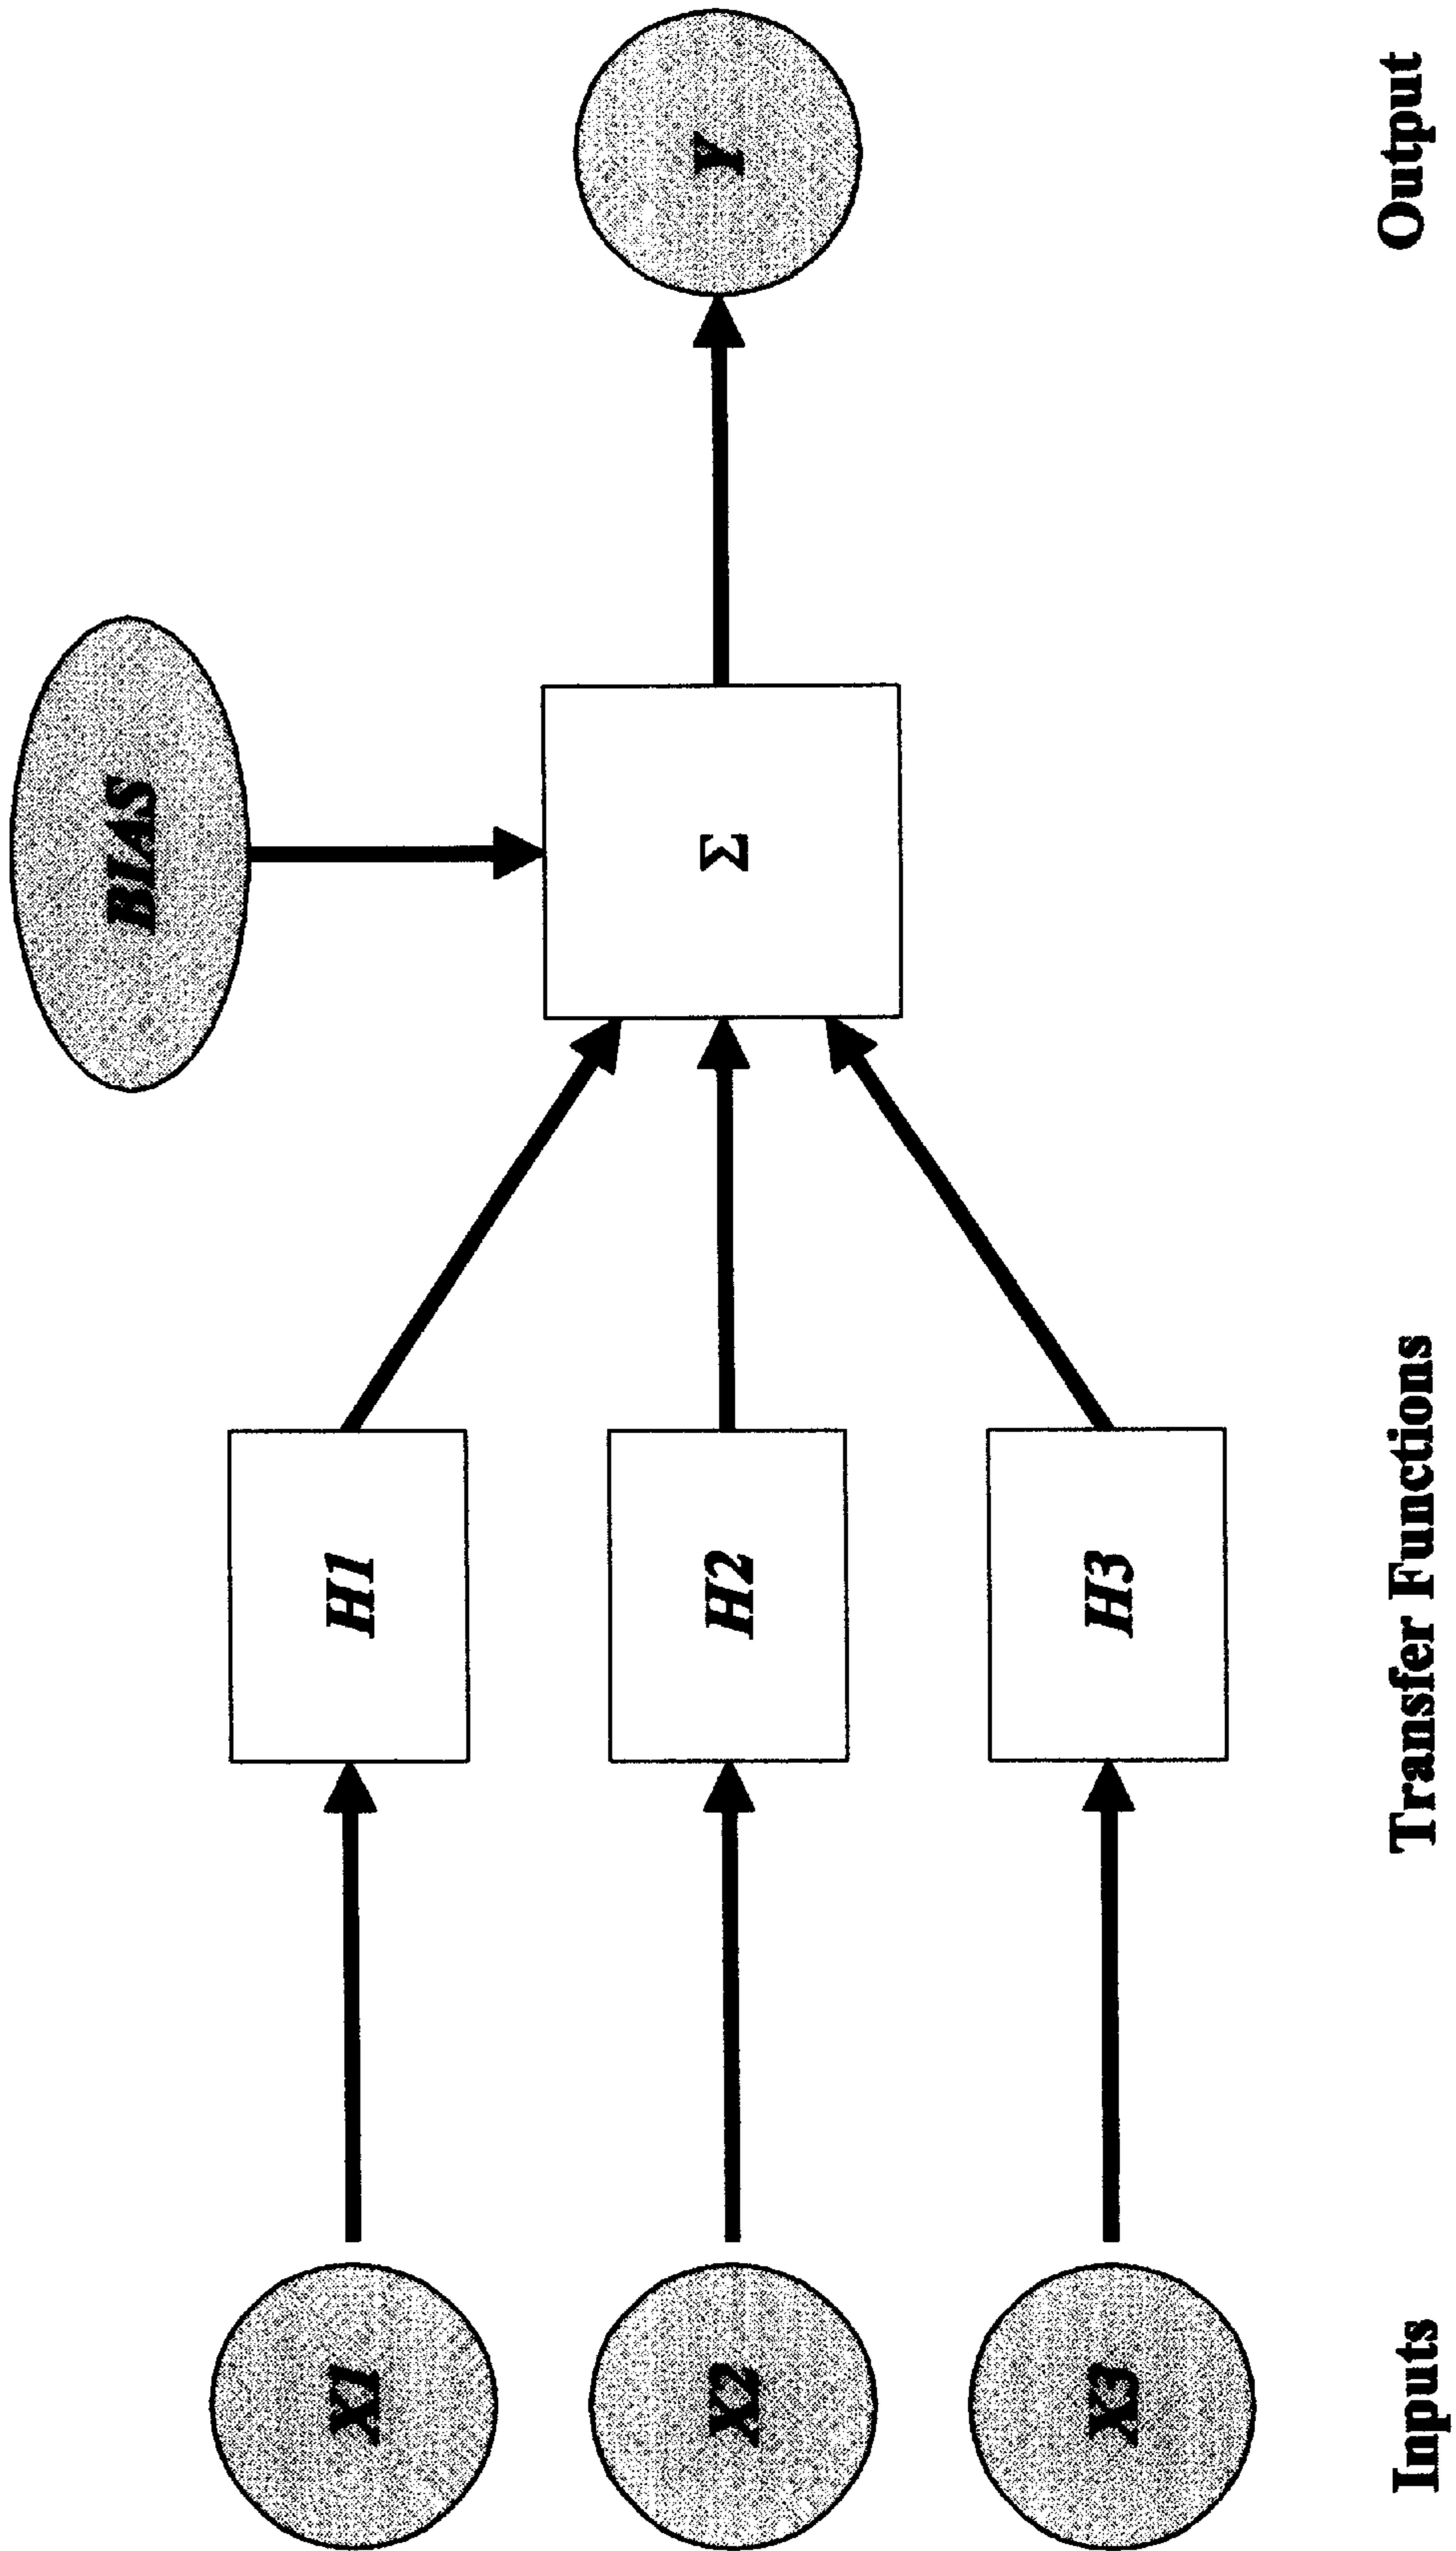 BIAS
X1
H1
X2
H2
Σ
Y
X3
H3
Inputs
Transfer Functions
Output